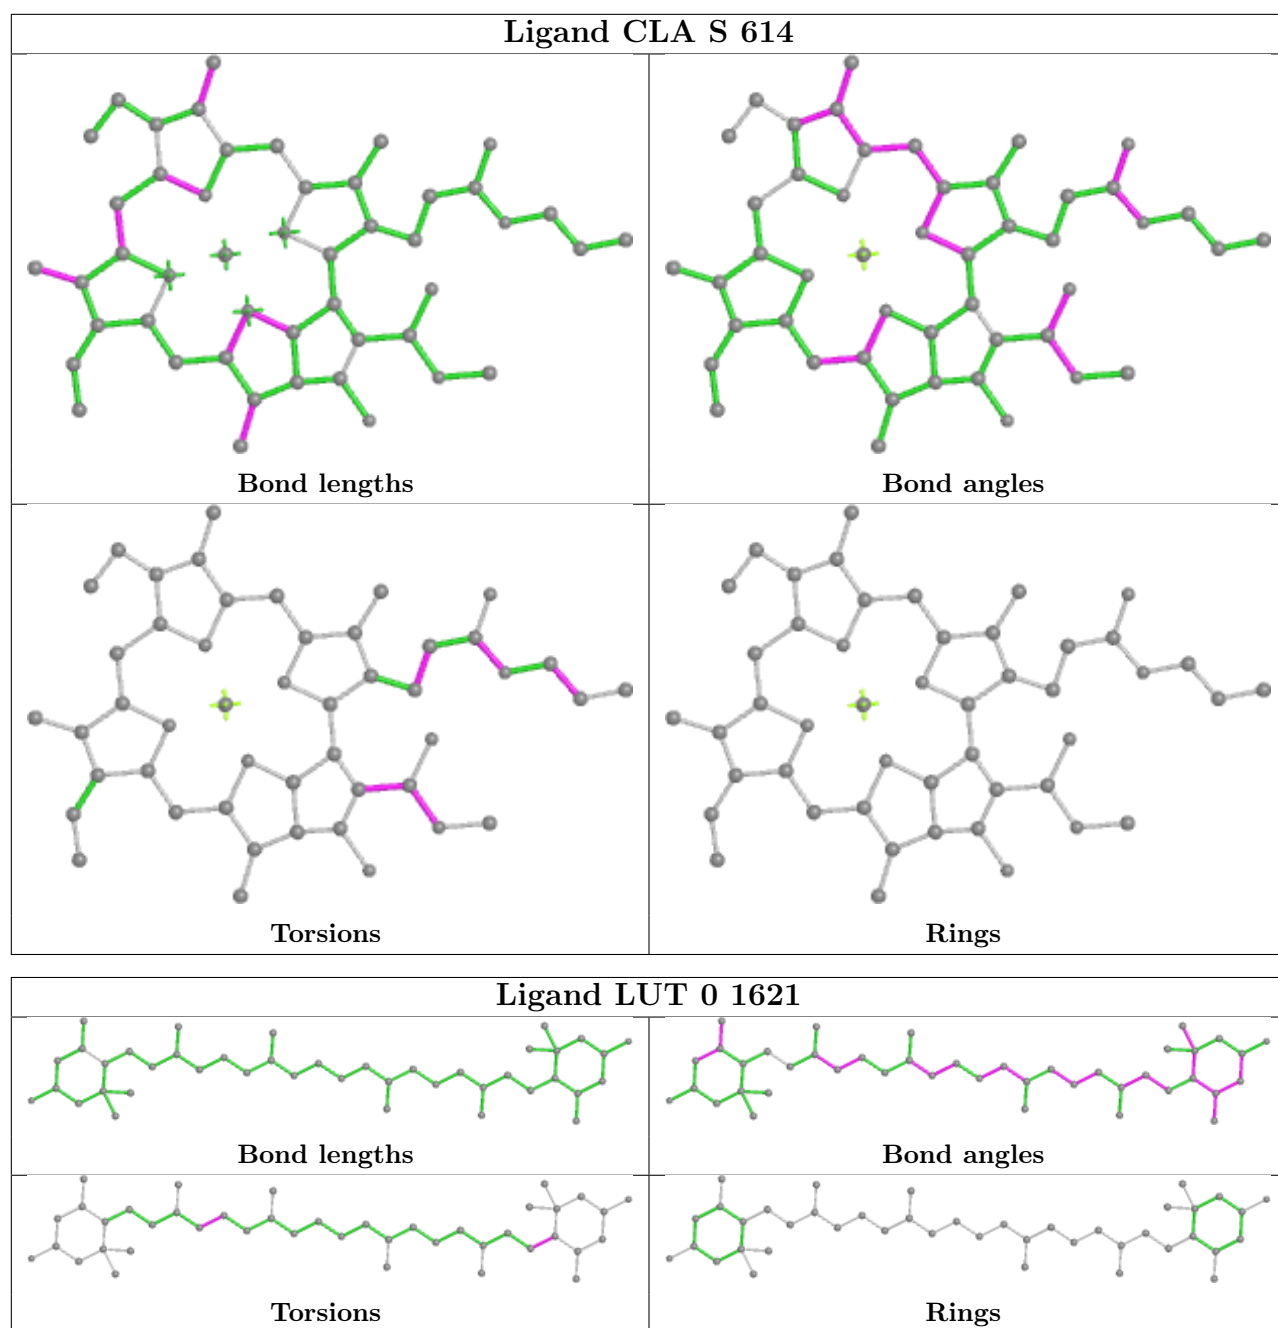 Ligand CLA S 614
Bond lengths
Bond angles
Torsions
Rings
Ligand LUT 0 1621
Bond lengths
Bond angles
Torsions
Rings